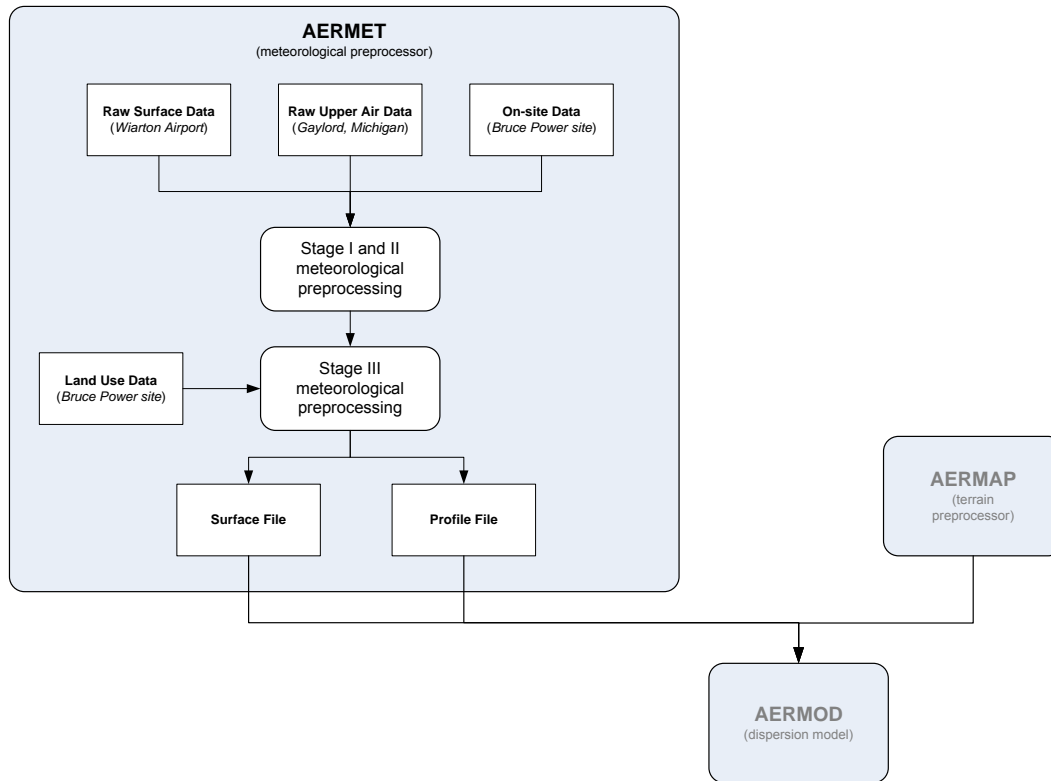 AERMET
(meteorological preprocessor)
Raw Surface Data
(Wiarton Airport)
Raw Upper Air Data
(Gaylord, Michigan)
On-site Data
(Bruce Power site)
Stage I and II
meteorological
preprocessing
Land Use Data
(Bruce Power site)
Stage III
meteorological
preprocessing
Surface File
Profile File
AERMAP
(terrain
preprocessor)
AERMOD
(dispersion model)